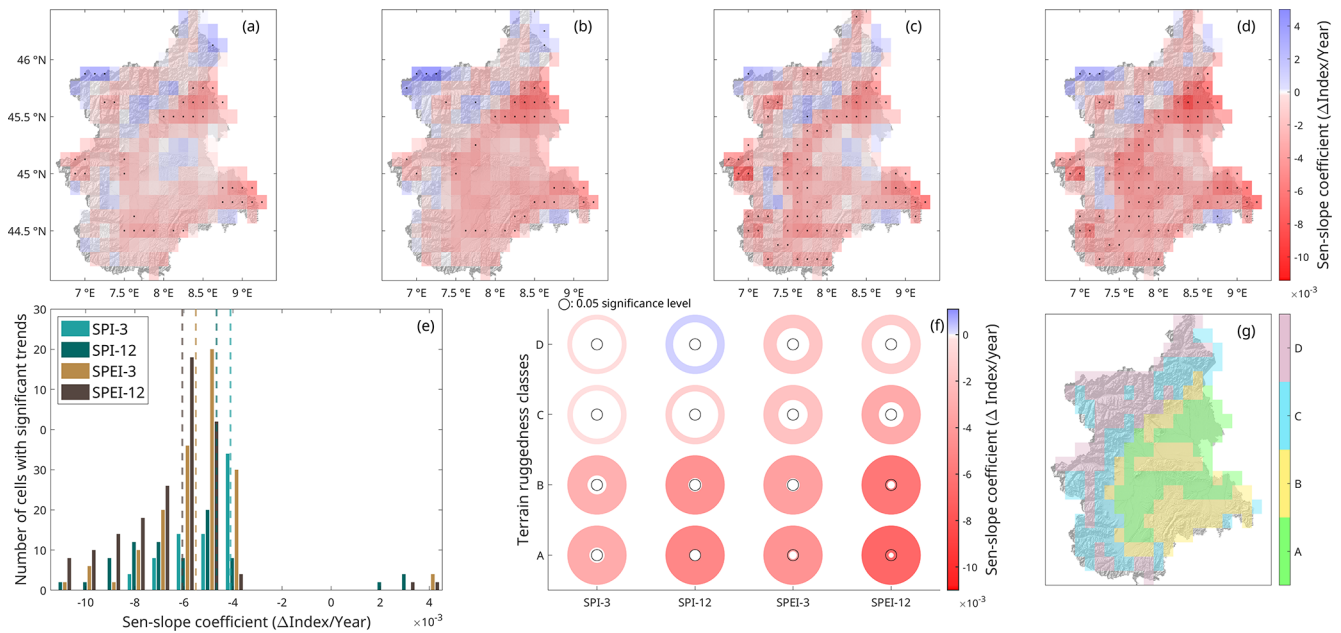 (a)
(b)
(c)
(d)
46 °N
45.5 °N
45 °N
44.5 °N
7 °E 7.5 °E 8 °E 8.5 °E 9 °E
7 °E 7.5 °E 8 °E 8.5 °E 9 °E
7 °E 7.5 °E 8 °E 8.5 °E 9 °E
7 °E 7.5 °E 8 °E 8.5 °E 9 °E
4
2
0
-2
-4
-6
-8
-10
×10⁻³
Sen-slope coefficient (ΔIndex/Year)
(e)
SPI-3
SPI-12
SPEI-3
SPEI-12
30
20
10
0
30
20
10
0
Number of cells with significant trends
-10 -8 -6 -4 -2 0 2 4
×10⁻³
Sen-slope coefficient (ΔIndex/Year)
: 0.05 significance level
(f)
D
C
B
A
Terrain ruggedness classes
SPI-3 SPI-12 SPEI-3 SPEI-12
0
-2
-4
-6
-8
-10
×10⁻³
Sen-slope coefficient (Δ Index/year)
(g)
D
C
B
A